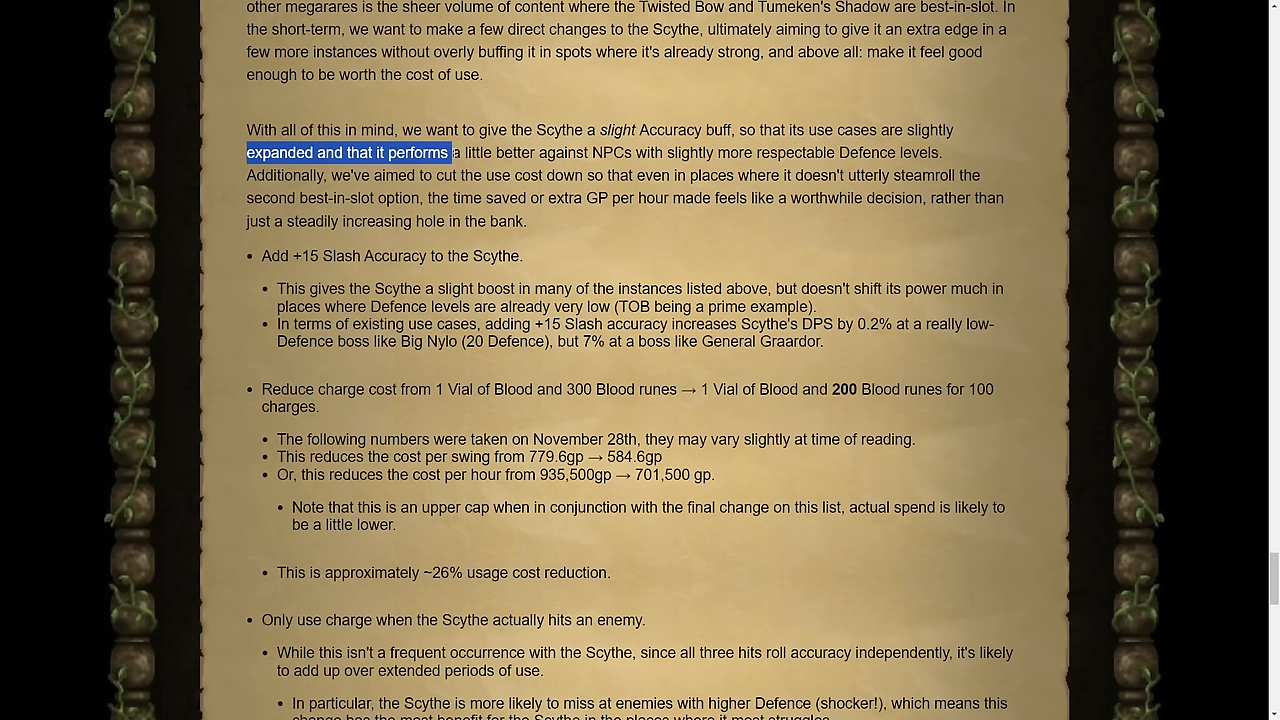 other megarares is the sheer volume of content where the Twisted Bow and Tumeken's Shadow are best-in-slot. In
the short-term, we want to make a few direct changes to the Scythe, ultimately aiming to give it an extra edge in a
few more instances without overly buffing it in spots where it's already strong, and above all: make it feel good
enough to be worth the cost of use.
With all of this in mind, we want to give the Scythe a slight Accuracy buff, so that its use cases are slightly
expanded and that it performs a little better against NPCs with slightly more respectable Defence levels.
Additionally, we've aimed to cut the use cost down so that even in places where it doesn't utterly steamroll the
second best-in-slot option, the time saved or extra GP per hour made feels like a worthwhile decision, rather than
just a steadily increasing hole in the bank.
• Add +15 Slash Accuracy to the Scythe.
• This gives the Scythe a slight boost in many of the instances listed above, but doesn't shift its power much in
places where Defence levels are already very low (TOB being a prime example).
• In terms of existing use cases, adding +15 Slash accuracy increases Scythe's DPS by 0.2% at a really low-
Defence boss like Big Nylo (20 Defence), but 7% at a boss like General Graardor.
• Reduce charge cost from 1 Vial of Blood and 300 Blood runes → 1 Vial of Blood and 200 Blood runes for 100
charges.
• The following numbers were taken on November 28th, they may vary slightly at time of reading.
• This reduces the cost per swing from 779.6gp → 584.6gp
• Or, this reduces the cost per hour from 935,500gp → 701,500 gp.
• Note that this is an upper cap when in conjunction with the final change on this list, actual spend is likely to
be a little lower.
• This is approximately ~26% usage cost reduction.
• Only use charge when the Scythe actually hits an enemy.
• While this isn't a frequent occurrence with the Scythe, since all three hits roll accuracy independently, it's likely
to add up over extended periods of use.
• In particular, the Scythe is more likely to miss at enemies with higher Defence (shocker!), which means this
change has the most benefit for the Scythe in the places where it most struggles.